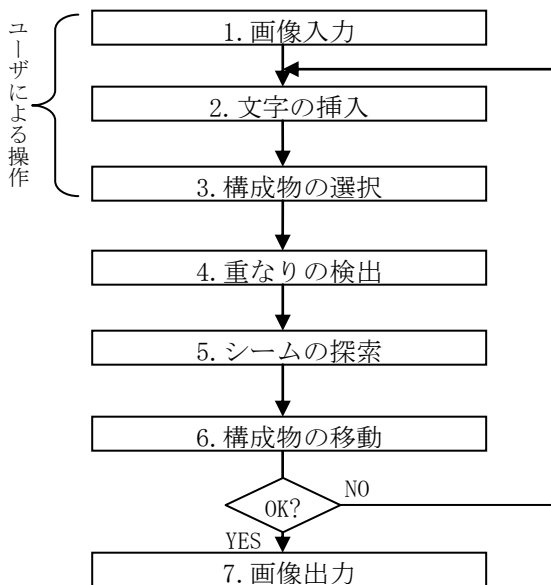 ユーザによる操作
1. 画像入力
2. 文字の挿入
3. 構成物の選択
4. 重なりの検出
5. シームの探索
6. 構成物の移動
OK?
NO
YES
7. 画像出力